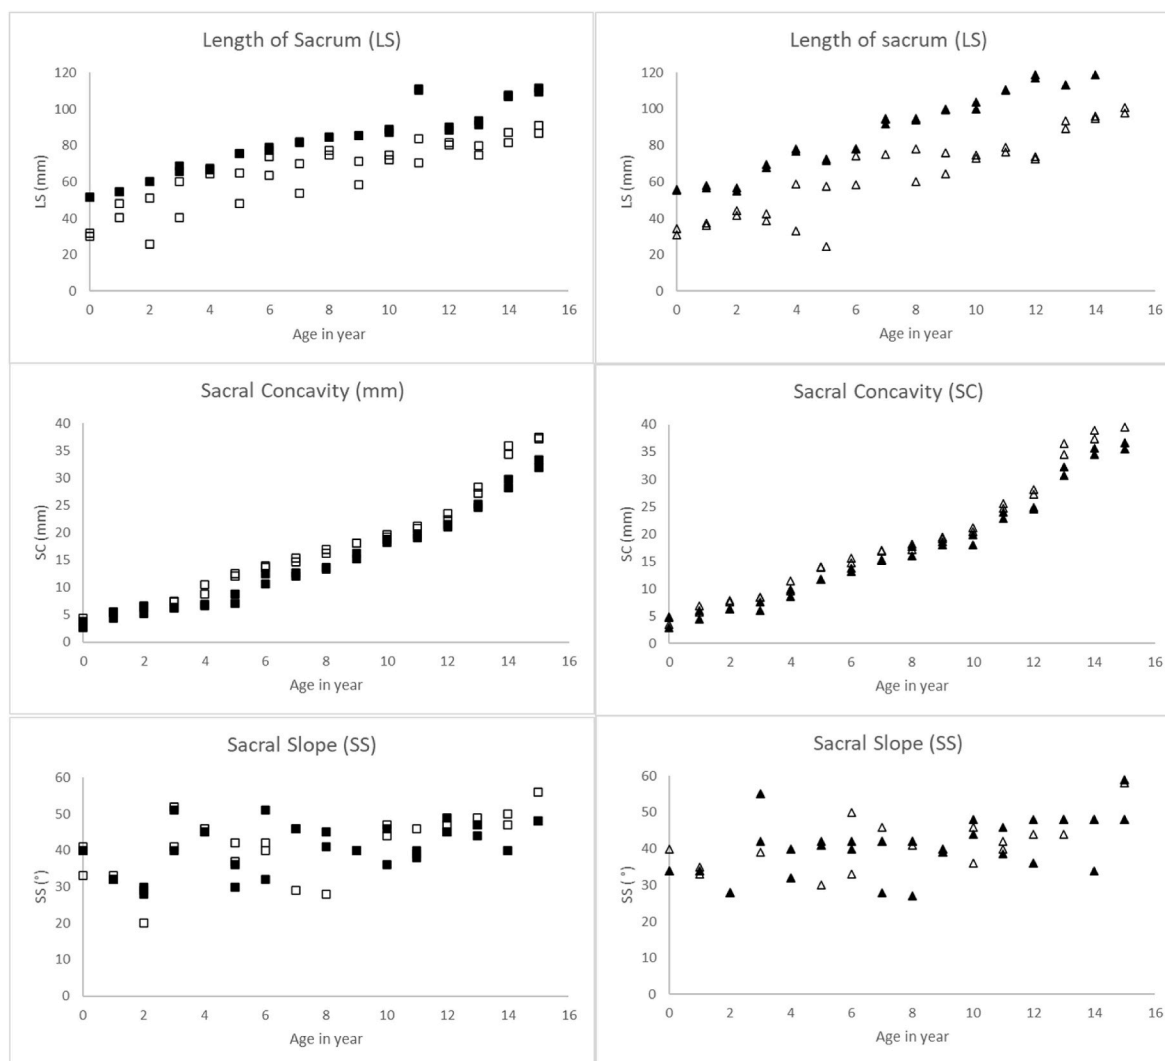 Length of Sacrum (LS)
120
100
80
60
40
20
0
LS (mm)
0 2 4 6 8 10 12 14 16
Age in year
Length of sacrum (LS)
120
100
80
60
40
20
0
LS (mm)
0 2 4 6 8 10 12 14 16
Age in year
Sacral Concavity (mm)
40
35
30
25
20
15
10
5
0
SC (mm)
0 2 4 6 8 10 12 14 16
Age in year
Sacral Concavity (SC)
40
35
30
25
20
15
10
5
0
SC (mm)
0 2 4 6 8 10 12 14 16
Age in year
Sacral Slope (SS)
60
50
40
30
20
10
0
SS (°)
0 2 4 6 8 10 12 14 16
Age in year
Sacral Slope (SS)
60
50
40
30
20
10
0
SS (°)
0 2 4 6 8 10 12 14 16
Age in year